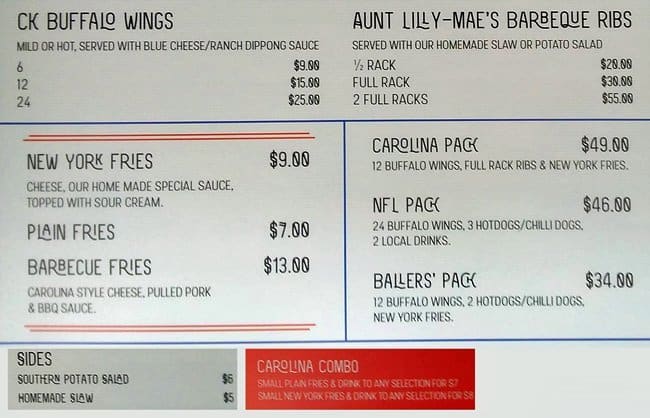 CK BUFFALO WINGS
MILD OR HOT, SERVED WITH BLUE CHEESE/RANCH DIPPONG SAUCE
6 $9.00
12 $15.00
24 $25.00
AUNT LILLY-MAE'S BARBEQUE RIBS
SERVED WITH OUR HOMEMADE SLAW OR POTATO SALAD
½ RACK $20.00
FULL RACK $30.00
2 FULL RACKS $55.00
NEW YORK FRIES $9.00
CHEESE, OUR HOME MADE SPECIAL SAUCE,
TOPPED WITH SOUR CREAM.
PLAIN FRIES $7.00
BARBECUE FRIES $13.00
CAROLINA STYLE CHEESE, PULLED PORK
& BBQ SAUCE.
CAROLINA PACK $49.00
12 BUFFALO WINGS, FULL RACK RIBS & NEW YORK FRIES.
NFL PACK $46.00
24 BUFFALO WINGS, 3 HOTDOGS/CHILLI DOGS,
2 LOCAL DRINKS.
BALLERS' PACK $34.00
12 BUFFALO WINGS, 2 HOTDOGS/CHILLI DOGS,
NEW YORK FRIES.
SIDES
SOUTHERN POTATO SALAD $6
HOMEMADE SLAW $5
CAROLINA COMBO
SMALL PLAIN FRIES & DRINK TO ANY SELECTION FOR $7
SMALL NEW YORK FRIES & DRINK TO ANY SELECTION FOR $8